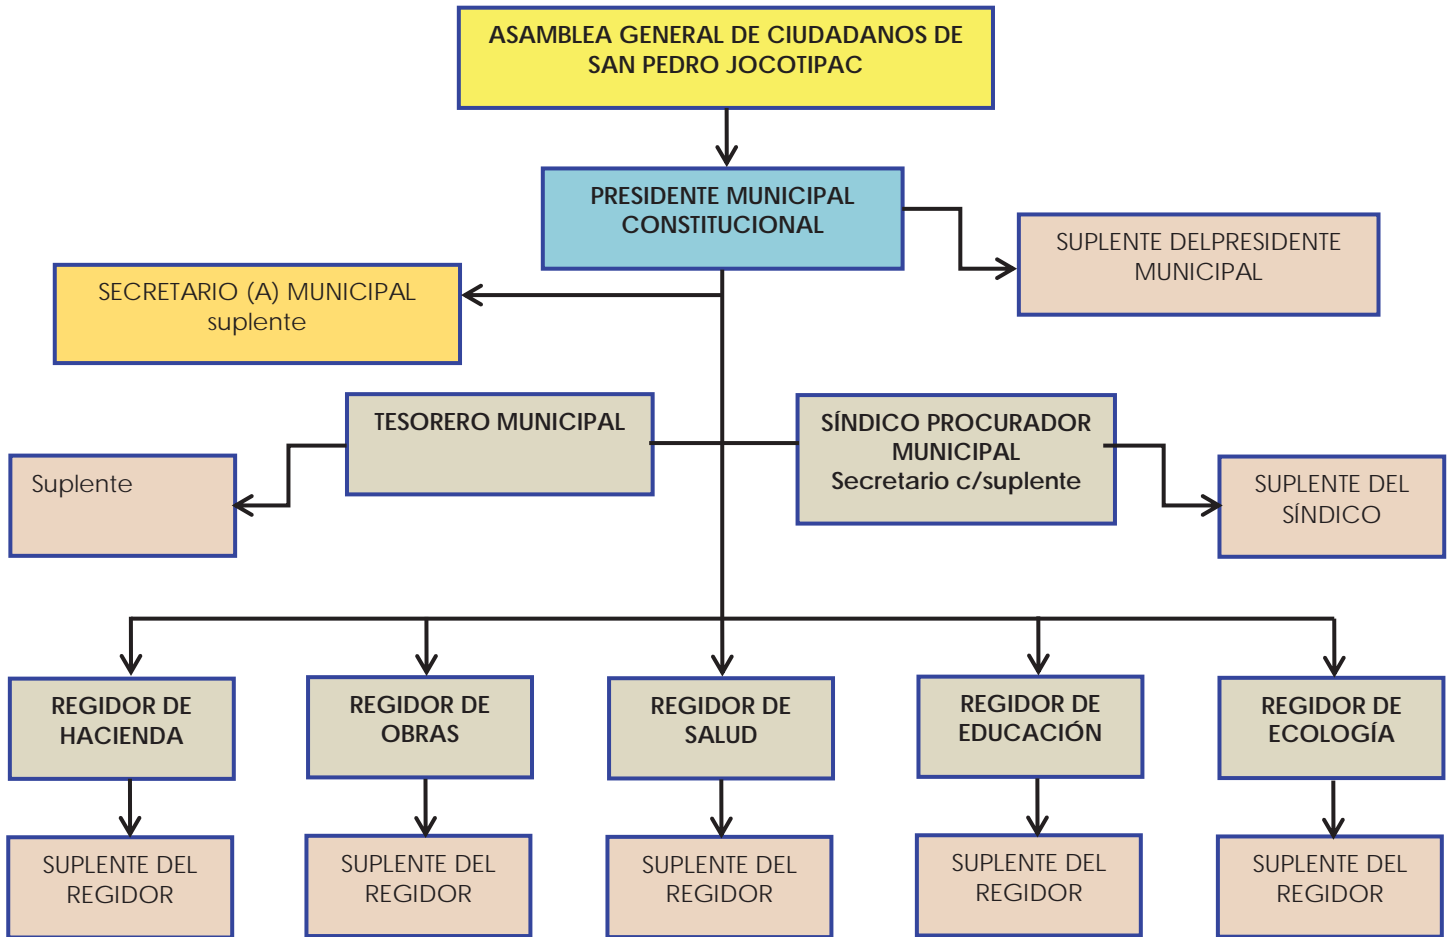 ASAMBLEA GENERAL DE CIUDADANOS DE
SAN PEDRO JOCOTIPAC
PRESIDENTE MUNICIPAL
CONSTITUCIONAL
SUPLENTE DELPRESIDENTE
MUNICIPAL
SECRETARIO (A) MUNICIPAL
suplente
TESORERO MUNICIPAL
SÍNDICO PROCURADOR
MUNICIPAL
Secretario c/suplente
Suplente
SUPLENTE DEL
SÍNDICO
REGIDOR DE
HACIENDA
REGIDOR DE
OBRAS
REGIDOR DE
SALUD
REGIDOR DE
EDUCACIÓN
REGIDOR DE
ECOLOGÍA
SUPLENTE DEL
REGIDOR
SUPLENTE DEL
REGIDOR
SUPLENTE DEL
REGIDOR
SUPLENTE DEL
REGIDOR
SUPLENTE DEL
REGIDOR